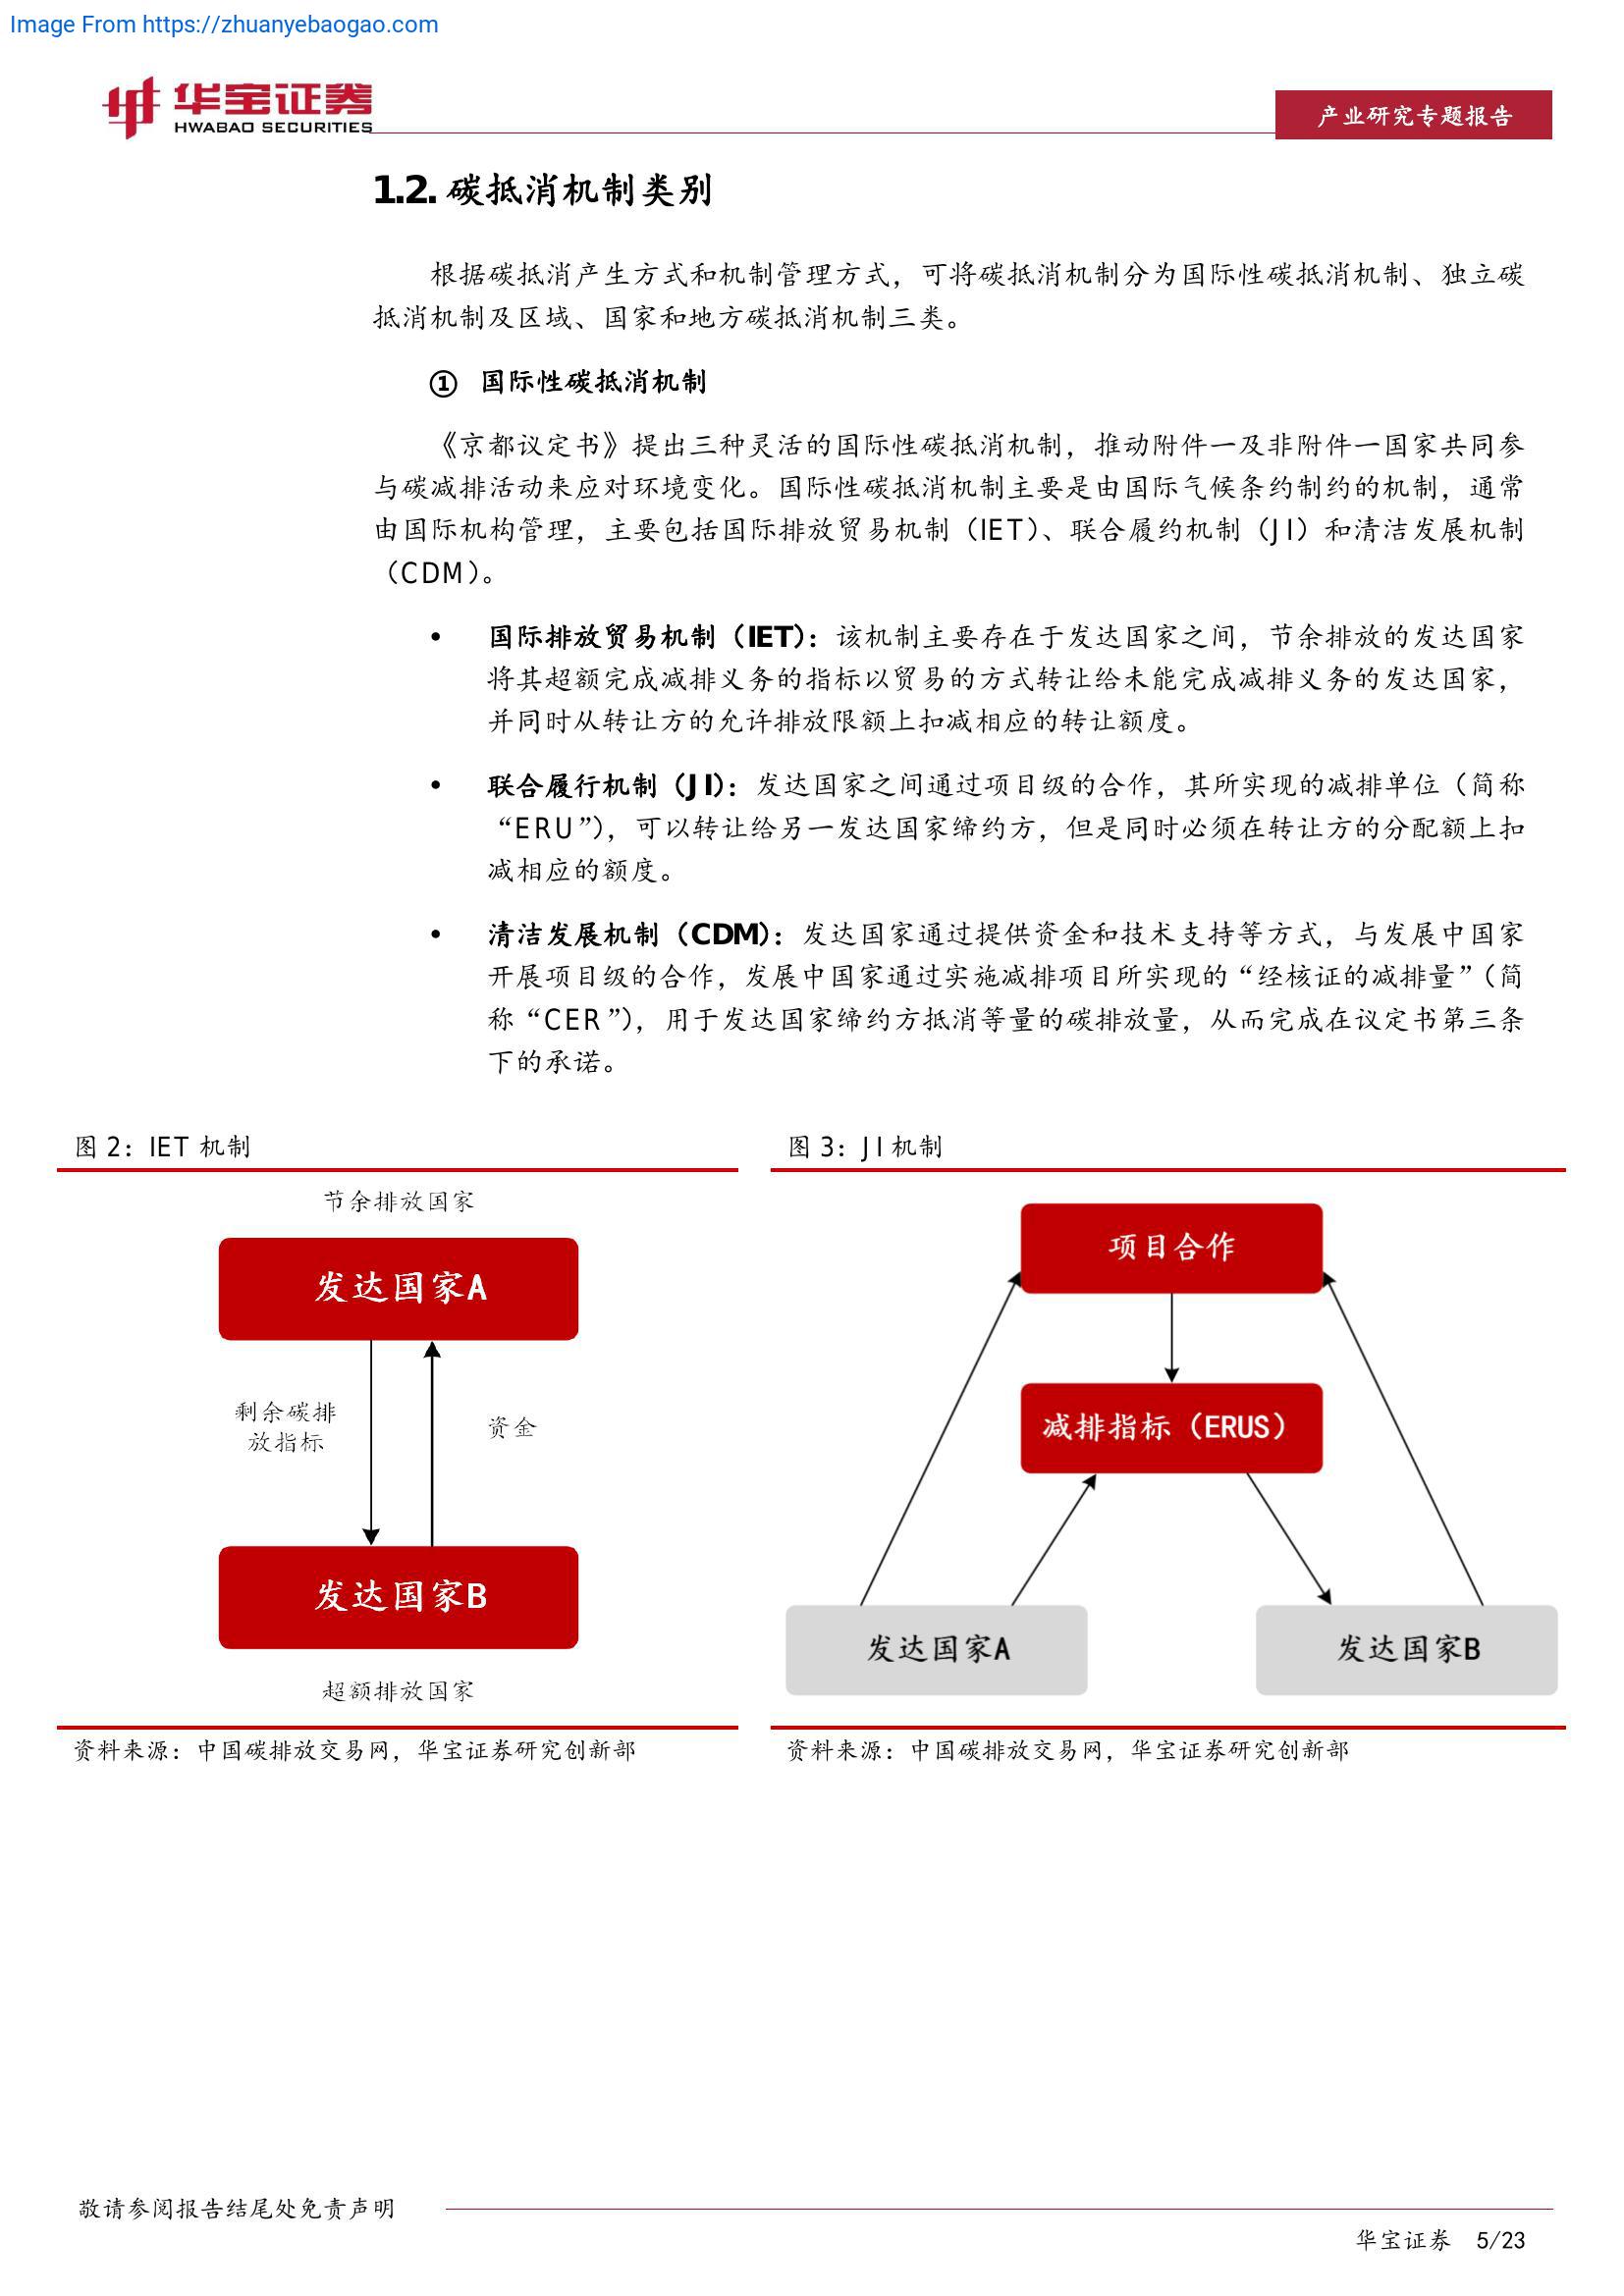 Image From https://zhuanyebaogao.com
华宝证券
HWABAO SECURITIES
产业研究专题报告
1.2. 碳抵消机制类别
根据碳抵消产生方式和机制管理方式，可将碳抵消机制分为国际性碳抵消机制、独立碳
抵消机制及区域、国家和地方碳抵消机制三类。
① 国际性碳抵消机制
《京都议定书》提出三种灵活的国际性碳抵消机制，推动附件一及非附件一国家共同参
与碳减排活动来应对环境变化。国际性碳抵消机制主要是由国际气候条约制约的机制，通常
由国际机构管理，主要包括国际排放贸易机制（IET）、联合履约机制（JI）和清洁发展机制
（CDM）。
• 国际排放贸易机制（IET）：该机制主要存在于发达国家之间，节余排放的发达国家
将其超额完成减排义务的指标以贸易的方式转让给未能完成减排义务的发达国家，
并同时从转让方的允许排放限额上扣减相应的转让额度。
• 联合履行机制（JI）：发达国家之间通过项目级的合作，其所实现的减排单位（简称
“ERU”），可以转让给另一发达国家缔约方，但是同时必须在转让方的分配额上扣
减相应的额度。
• 清洁发展机制（CDM）：发达国家通过提供资金和技术支持等方式，与发展中国家
开展项目级的合作，发展中国家通过实施减排项目所实现的“经核证的减排量”（简
称“CER”），用于发达国家缔约方抵消等量的碳排放量，从而完成在议定书第三条
下的承诺。
图 2：IET 机制
节余排放国家
发达国家A
剩余碳排
放指标
资金
发达国家B
超额排放国家
资料来源：中国碳排放交易网，华宝证券研究创新部
图 3：JI 机制
项目合作
减排指标（ERUS）
发达国家A
发达国家B
资料来源：中国碳排放交易网，华宝证券研究创新部
敬请参阅报告结尾处免责声明
华宝证券 5/23